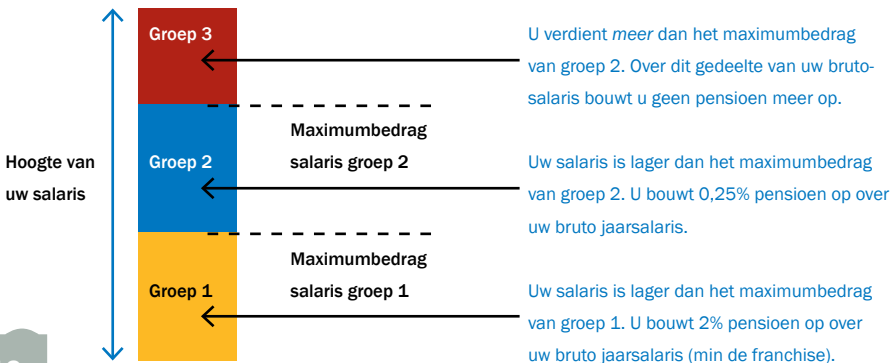 Groep 3
U verdient meer dan het maximumbedrag
van groep 2. Over dit gedeelte van uw bruto-
salaris bouwt u geen pensioen meer op.
Maximumbedrag
salaris groep 2
Hoogte van
uw salaris
Groep 2
Uw salaris is lager dan het maximumbedrag
van groep 2. U bouwt 0,25% pensioen op over
uw bruto jaarsalaris.
Maximumbedrag
salaris groep 1
Groep 1
Uw salaris is lager dan het maximumbedrag
van groep 1. U bouwt 2% pensioen op over
uw bruto jaarsalaris (min de franchise).